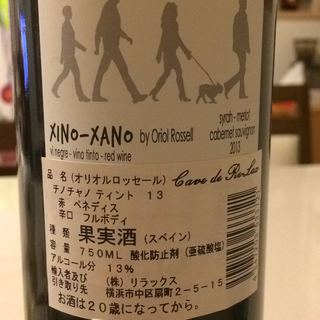 XINO-XANO by Oriol Rossell
vi negre - vino tinto - red wine
syrah - merlot
cabernet sauvignon
2013
品 名 (オリオルロッセール) Cave de ReLax
チノチャノ ティント 13
赤 ペネディス
辛口 フルボディ
種 類 果実酒 (スペイン)
容 量 750ML 酸化防止剤 (亜硫酸塩)
アルコール分 13%
輸入者及び (株) リラックス
引き取り先 横浜市中区扇町2-5-15
お酒は20歳になってから。